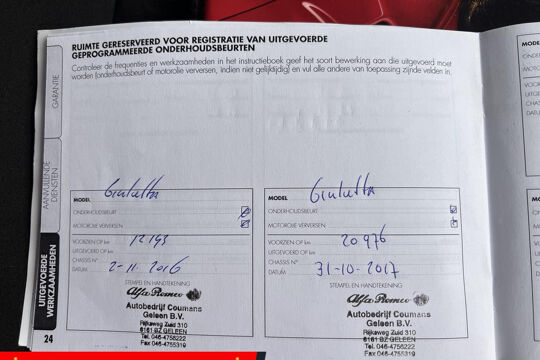 RUIMTE GERESERVEERD VOOR REGISTRATIE VAN UITGEVOERDE
GEPROGRAMMEERDE ONDERHOUDSBEURTEN
Controleer de frequenties en werkzaamheden in het instructieboek geef het soort bewerking aan die uitgevoerd moet
worden (onderhoudsbeurt of motorolie verversen, indien niet gelijktijdig) en vul alle andere van toepassing zijnde velden in.
GARANTIE
AANVULLENDE
DIENSTEN
UITGEVOERDE
WERKZAAMHEDEN
24
MODEL Giulietta
ONDERHOUDSBEURT
MOTOROLIE VERVERSEN
VOORZIEN OP km 12193
UITGEVOERD OP km
CHASSIS N°
DATUM 2-11-2016
STEMPEL EN HANDTEKENING
Alfa Romeo
Autobedrijf Coumans
Geleen B.V.
Rijksweg Zuid 310
6161 BZ GELEEN
Tel. 046-4756222
Fax 046-4755319
MODEL Giulietta
ONDERHOUDSBEURT
MOTOROLIE VERVERSEN
VOORZIEN OP km 20976
UITGEVOERD OP km
CHASSIS N°
DATUM 31-10-2017
STEMPEL EN HANDTEKENING
Alfa Romeo
Autobedrijf Coumans
Geleen B.V.
Rijksweg Zuid 310
6161 BZ GELEEN
Tel. 046-4756222
Fax 046-4755319